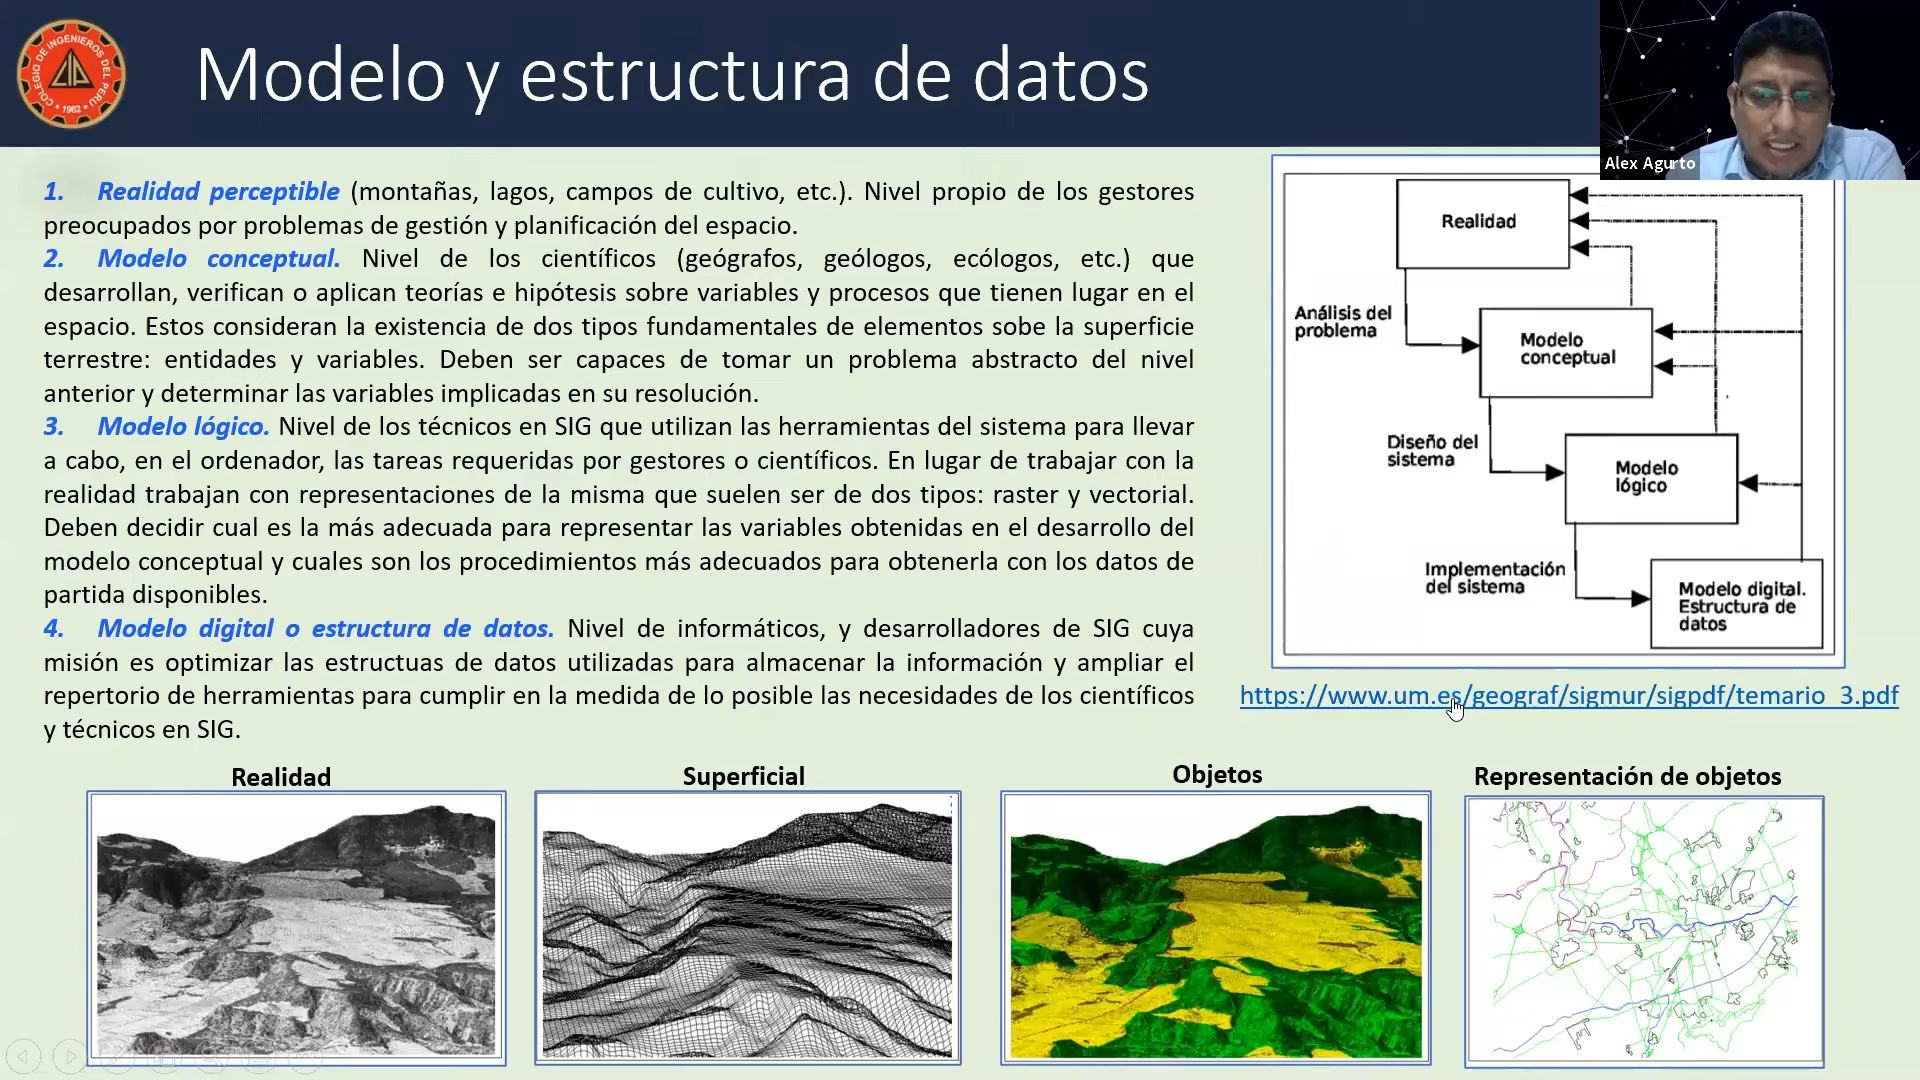 COLEGIO DE INGENIEROS DEL PERU
CIP
• 1962 •
Modelo y estructura de datos
Alex Agurto
1. Realidad perceptible (montañas, lagos, campos de cultivo, etc.). Nivel propio de los gestores
preocupados por problemas de gestión y planificación del espacio.
2. Modelo conceptual. Nivel de los científicos (geógrafos, geólogos, ecólogos, etc.) que
desarrollan, verifican o aplican teorías e hipótesis sobre variables y procesos que tienen lugar en el
espacio. Estos consideran la existencia de dos tipos fundamentales de elementos sobe la superficie
terrestre: entidades y variables. Deben ser capaces de tomar un problema abstracto del nivel
anterior y determinar las variables implicadas en su resolución.
3. Modelo lógico. Nivel de los técnicos en SIG que utilizan las herramientas del sistema para llevar
a cabo, en el ordenador, las tareas requeridas por gestores o científicos. En lugar de trabajar con la
realidad trabajan con representaciones de la misma que suelen ser de dos tipos: raster y vectorial.
Deben decidir cual es la más adecuada para representar las variables obtenidas en el desarrollo del
modelo conceptual y cuales son los procedimientos más adecuados para obtenerla con los datos de
partida disponibles.
4. Modelo digital o estructura de datos. Nivel de informáticos, y desarrolladores de SIG cuya
misión es optimizar las estructuas de datos utilizadas para almacenar la información y ampliar el
repertorio de herramientas para cumplir en la medida de lo posible las necesidades de los científicos
y técnicos en SIG.
Realidad
Análisis del
problema
Modelo
conceptual
Diseño del
sistema
Modelo
lógico
Implementación
del sistema
Modelo digital.
Estructura de
datos
https://www.um.es/geograf/sigmur/sigpdf/temario_3.pdf
Realidad
Superficial
Objetos
Representación de objetos